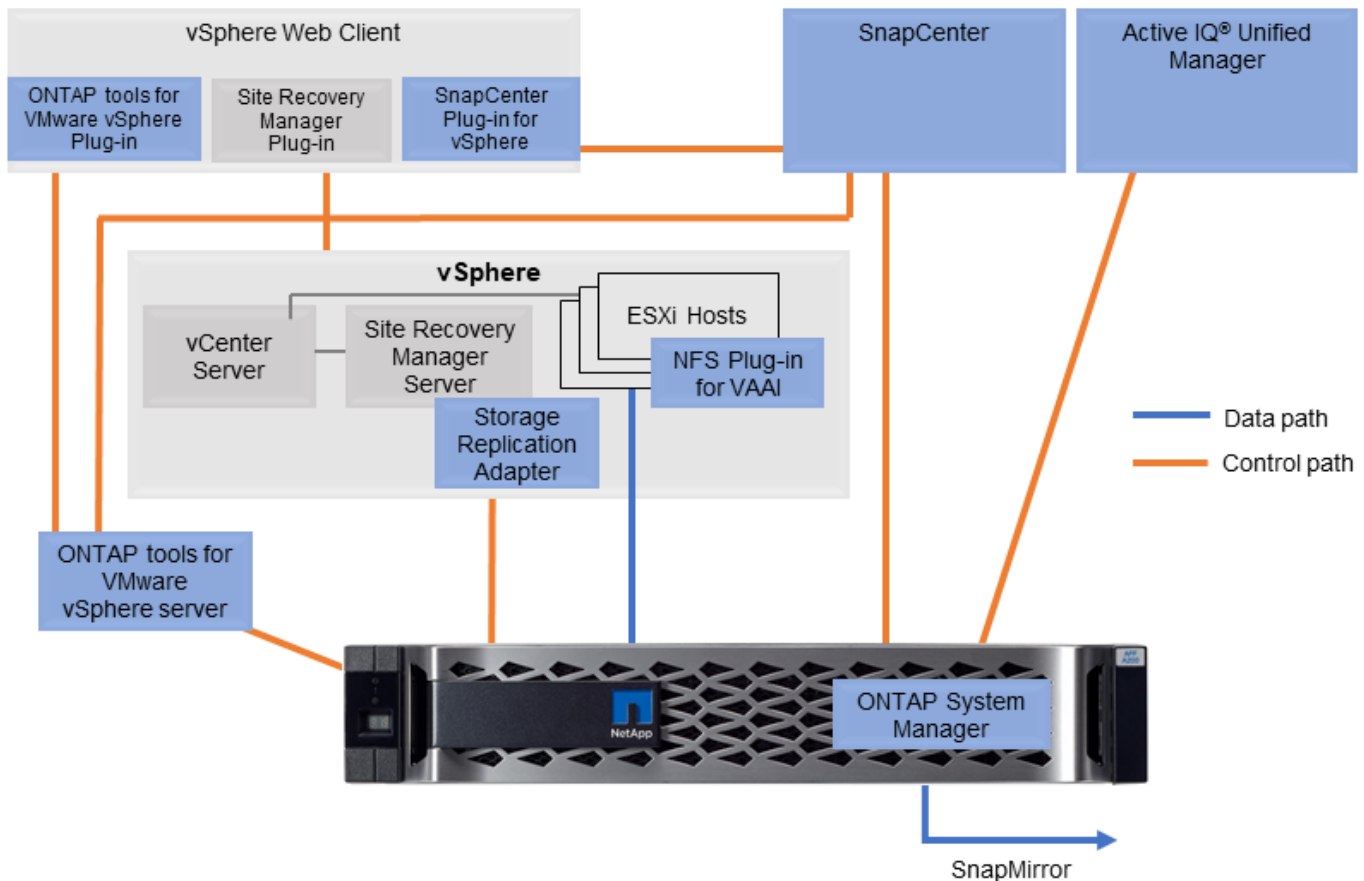 vSphere Web Client
ONTAP tools for
VMware vSphere
Plug-in
Site Recovery
Manager
Plug-in
SnapCenter
Plug-in for
vSphere
SnapCenter
Active IQ® Unified
Manager
vSphere
vCenter
Server
Site Recovery
Manager
Server
Storage
Replication
Adapter
ESXi Hosts
NFS Plug-in
for VAAI
Data path
Control path
ONTAP tools for
VMware
vSphere server
NetApp
ONTAP System
Manager
AFF
A200
SnapMirror